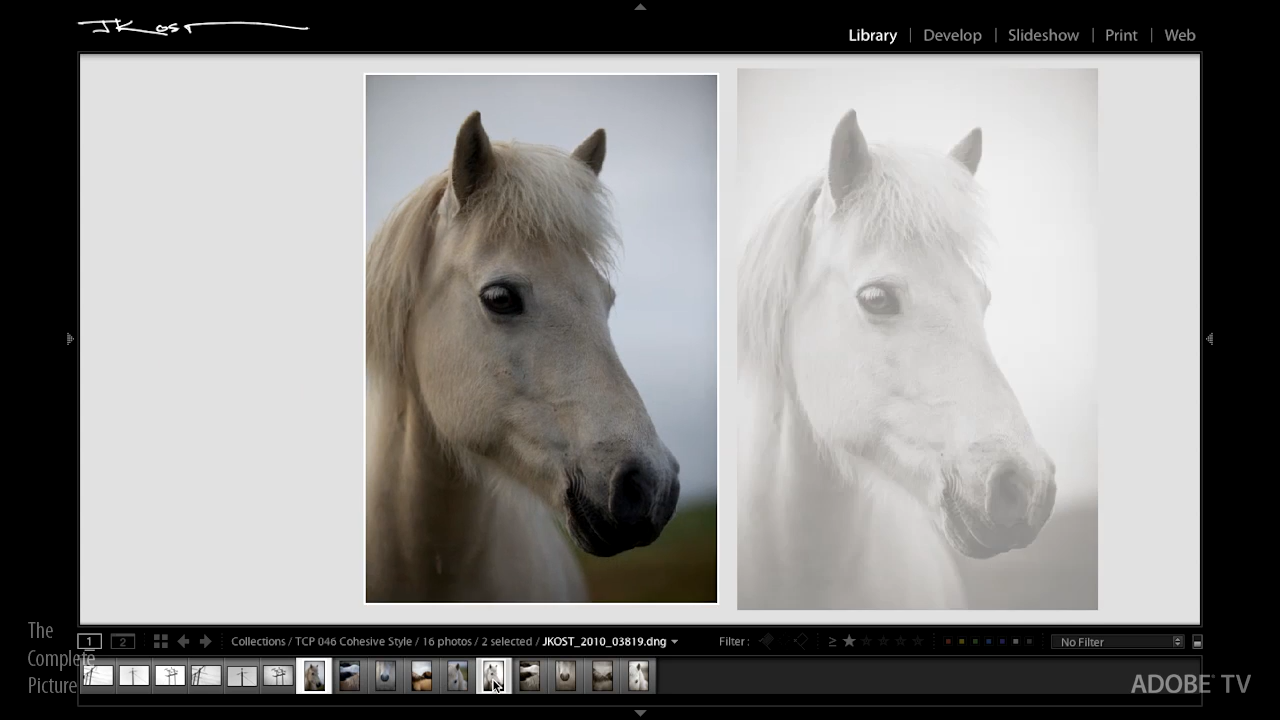 JKost
Library | Develop | Slideshow | Print | Web
1 2 Collections / TCP 046 Cohesive Style / 16 photos / 2 selected / JKOST_2010_03819.dng Filter : ≥ No Filter
The
Complete
Picture
ADOBE TV